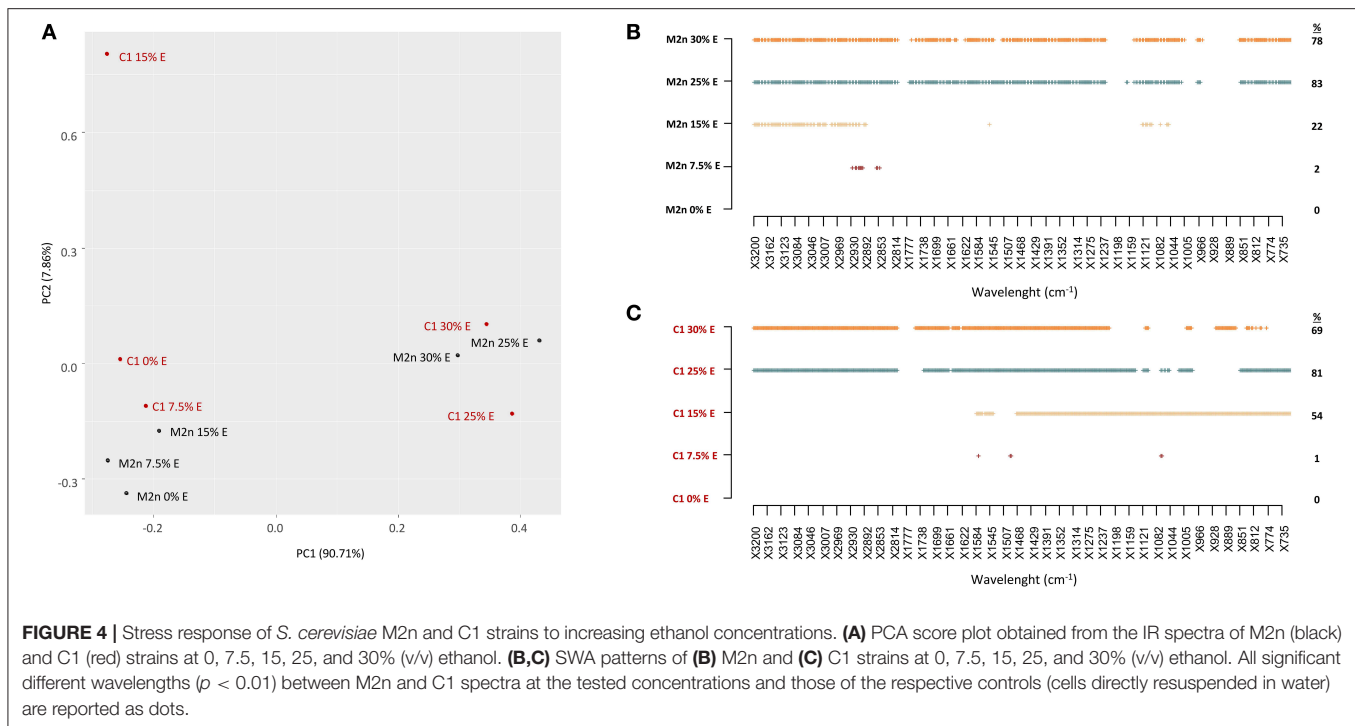 A
C1 15% E
0.6
0.3
0.0
-0.3
PC2 (7.86%)
C1 30% E
M2n 25% E
M2n 30% E
C1 0% E
C1 7.5% E
C1 25% E
M2n 15% E
M2n 7.5% E
M2n 0% E
-0.2 0.0 0.2 0.4
PC1 (90.71%)
B
%
M2n 30% E 78
M2n 25% E 83
M2n 15% E 22
M2n 7.5% E 2
M2n 0% E 0
X3200 X3162 X3123 X3084 X3046 X3007 X2969 X2930 X2892 X2853 X2814 X1777 X1738 X1699 X1661 X1622 X1584 X1545 X1507 X1468 X1429 X1391 X1352 X1314 X1275 X1237 X1198 X1159 X1121 X1082 X1044 X1005 X966 X928 X889 X851 X812 X774 X735
Wavelenght (cm-1)
C
%
C1 30% E 69
C1 25% E 81
C1 15% E 54
C1 7.5% E 1
C1 0% E 0
X3200 X3162 X3123 X3084 X3046 X3007 X2969 X2930 X2892 X2853 X2814 X1777 X1738 X1699 X1661 X1622 X1584 X1545 X1507 X1468 X1429 X1391 X1352 X1314 X1275 X1237 X1198 X1159 X1121 X1082 X1044 X1005 X966 X928 X889 X851 X812 X774 X735
Wavelenght (cm-1)
FIGURE 4 | Stress response of S. cerevisiae M2n and C1 strains to increasing ethanol concentrations. (A) PCA score plot obtained from the IR spectra of M2n (black)
and C1 (red) strains at 0, 7.5, 15, 25, and 30% (v/v) ethanol. (B,C) SWA patterns of (B) M2n and (C) C1 strains at 0, 7.5, 15, 25, and 30% (v/v) ethanol. All significant
different wavelengths (p < 0.01) between M2n and C1 spectra at the tested concentrations and those of the respective controls (cells directly resuspended in water)
are reported as dots.